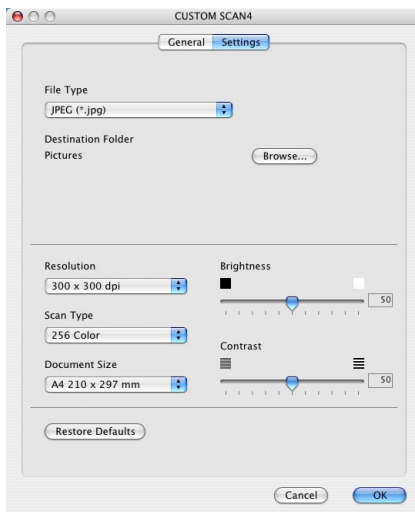 CUSTOM SCAN4
General Settings
File Type
JPEG (*.jpg)
Destination Folder
Pictures Browse...
Resolution
300 x 300 dpi
Scan Type
256 Color
Document Size
A4 210 x 297 mm
Brightness
50
Contrast
50
Restore Defaults
Cancel OK